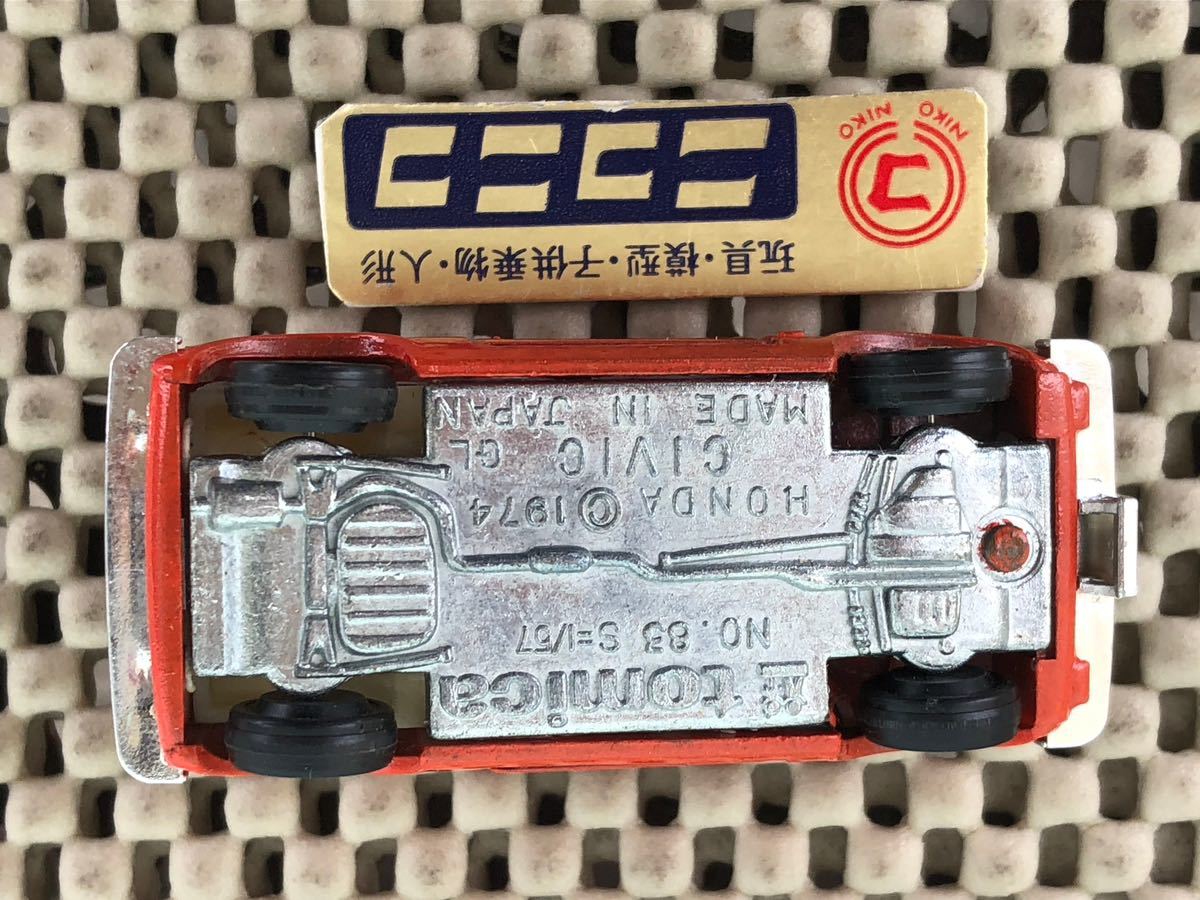 ニコニコ
玩具・模型・子供乗物・人形
NIKO NIKO
コ
tomica
NO. 83 S=1/57
HONDA ©1974
CIVIC GL
MADE IN JAPAN